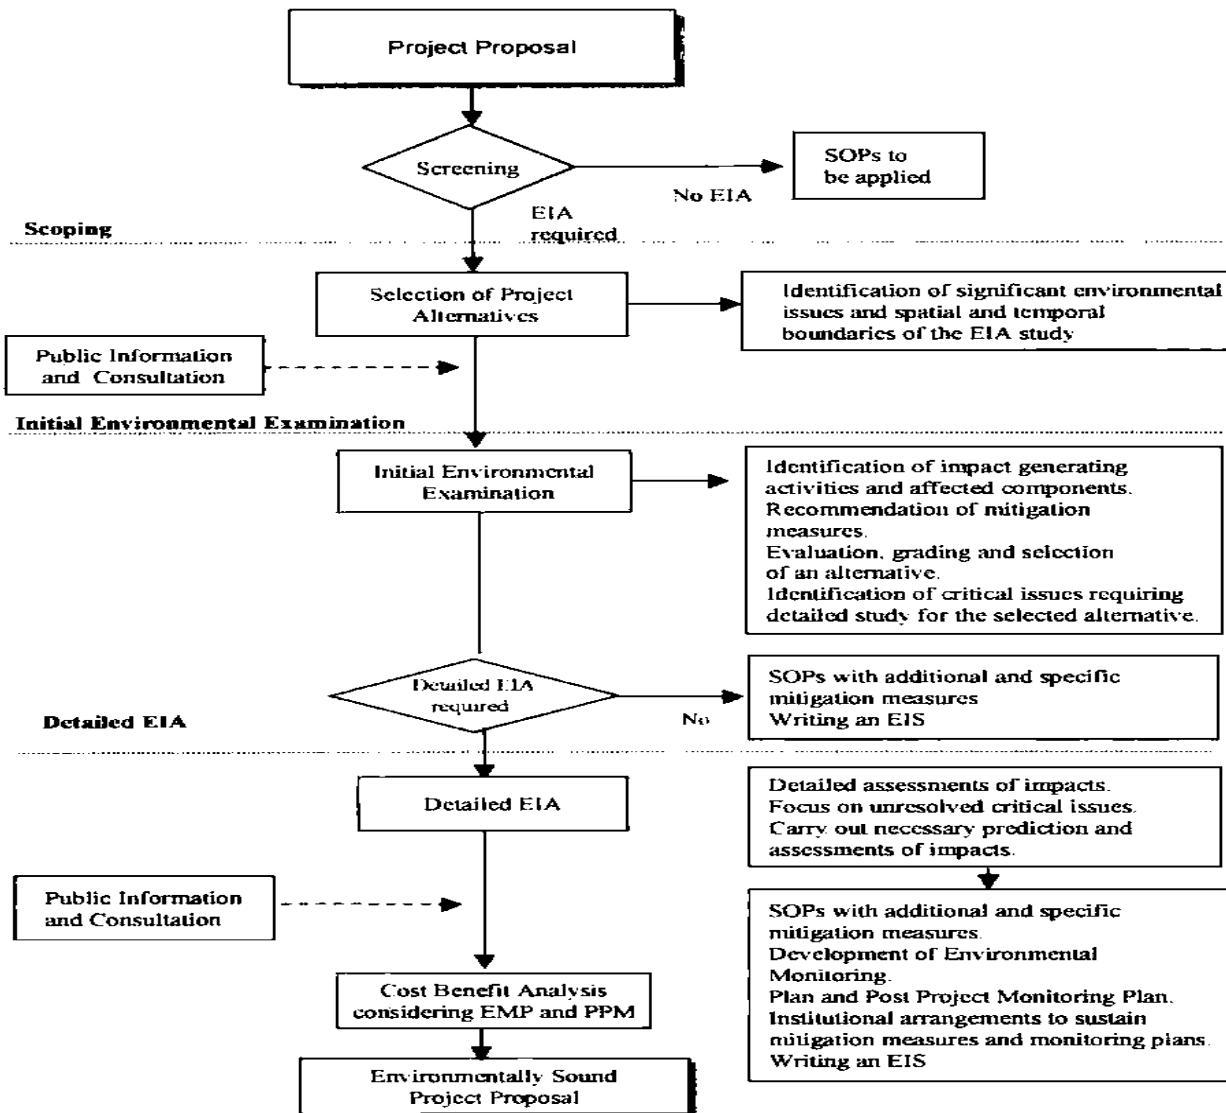 Project Proposal
Screening
SOPs to
be applied
No EIA
EIA
required
Scoping
Selection of Project
Alternatives
Identification of significant environmental
issues and spatial and temporal
boundaries of the EIA study
Public Information
and Consultation
Initial Environmental Examination
Initial Environmental
Examination
Identification of impact generating
activities and affected components.
Recommendation of mitigation
measures.
Evaluation, grading and selection
of an alternative.
Identification of critical issues requiring
detailed study for the selected alternative.
Detailed EIA
required
No
SOPs with additional and specific
mitigation measures
Writing an EIS
Detailed EIA
Detailed EIA
Detailed assessments of impacts.
Focus on unresolved critical issues.
Carry out necessary prediction and
assessments of impacts.
Public Information
and Consultation
SOPs with additional and specific
mitigation measures.
Development of Environmental
Monitoring.
Plan and Post Project Monitoring Plan.
Institutional arrangements to sustain
mitigation measures and monitoring plans.
Writing an EIS
Cost Benefit Analysis
considering EMP and PPM
Environmentally Sound
Project Proposal